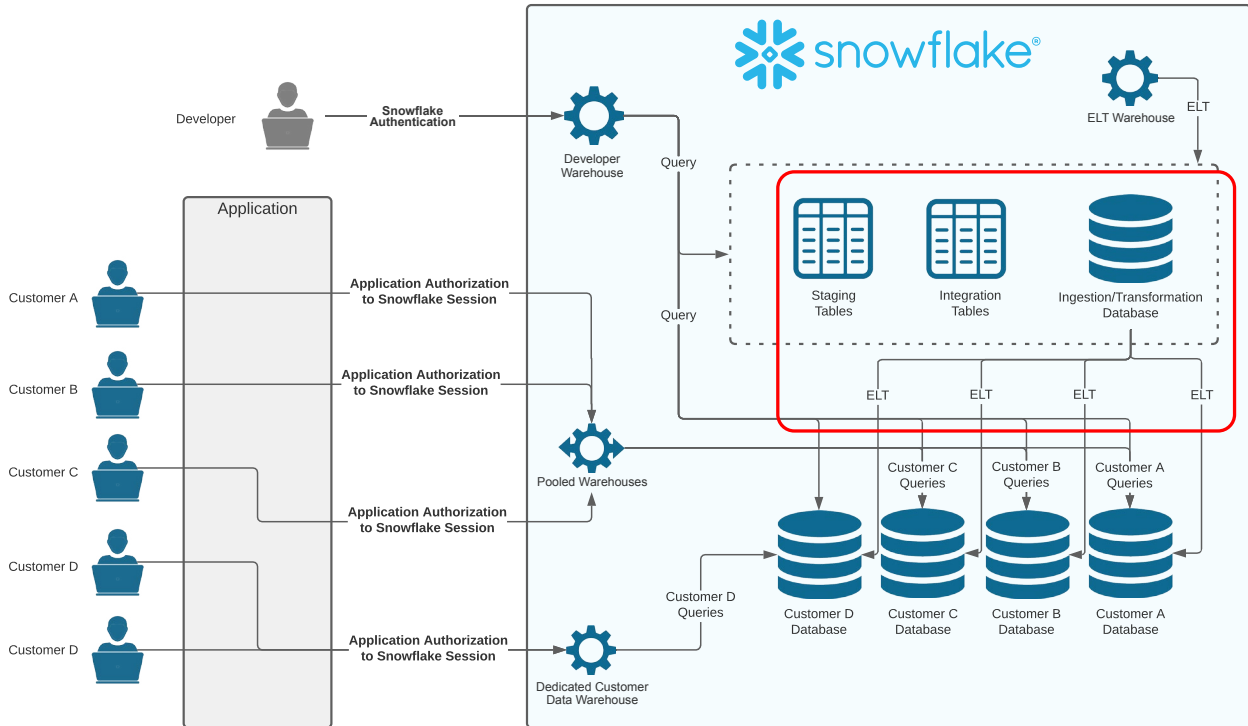 snowflake®
ELT
ELT Warehouse
Developer
Snowflake
Authentication
Developer
Warehouse
Query
Application
Staging
Tables
Integration
Tables
Ingestion/Transformation
Database
Customer A
Application Authorization
to Snowflake Session
Query
Customer B
Application Authorization
to Snowflake Session
ELT
ELT
ELT
ELT
Customer C
Pooled Warehouses
Customer C
Queries
Customer B
Queries
Customer A
Queries
Application Authorization
to Snowflake Session
Customer D
Customer D
Queries
Customer D
Database
Customer C
Database
Customer B
Database
Customer A
Database
Customer D
Application Authorization
to Snowflake Session
Dedicated Customer
Data Warehouse